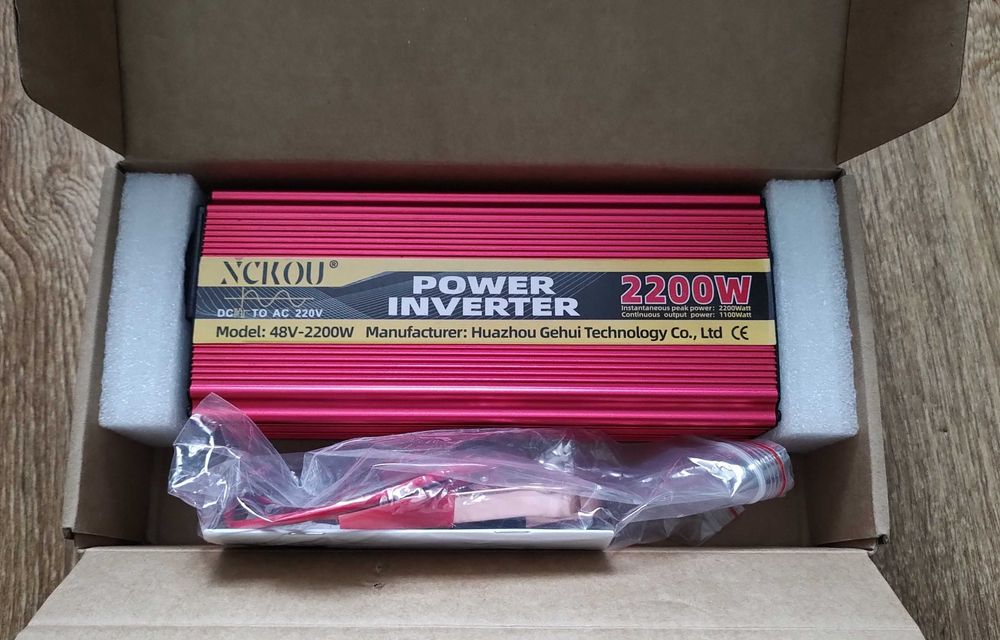 NCKOU®
DC TO AC 220V
POWER
INVERTER
2200W
Instantaneous peak power: 2200Watt
Continuous output power: 1100Watt
Model: 48V-2200W Manufacturer: Huazhou Gehui Technology Co., Ltd CE